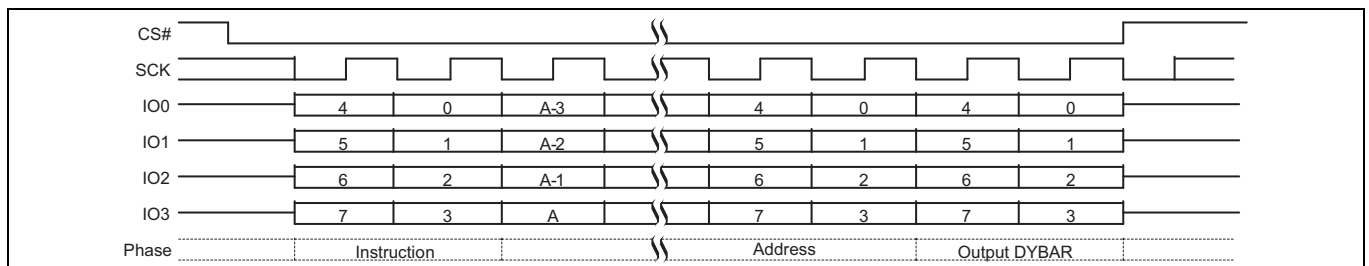 CS#
SCK
IO0 4 0 A-3 4 0 4 0
IO1 5 1 A-2 5 1 5 1
IO2 6 2 A-1 6 2 6 2
IO3 7 3 A 7 3 7 3
Phase Instruction Address Output DYBAR